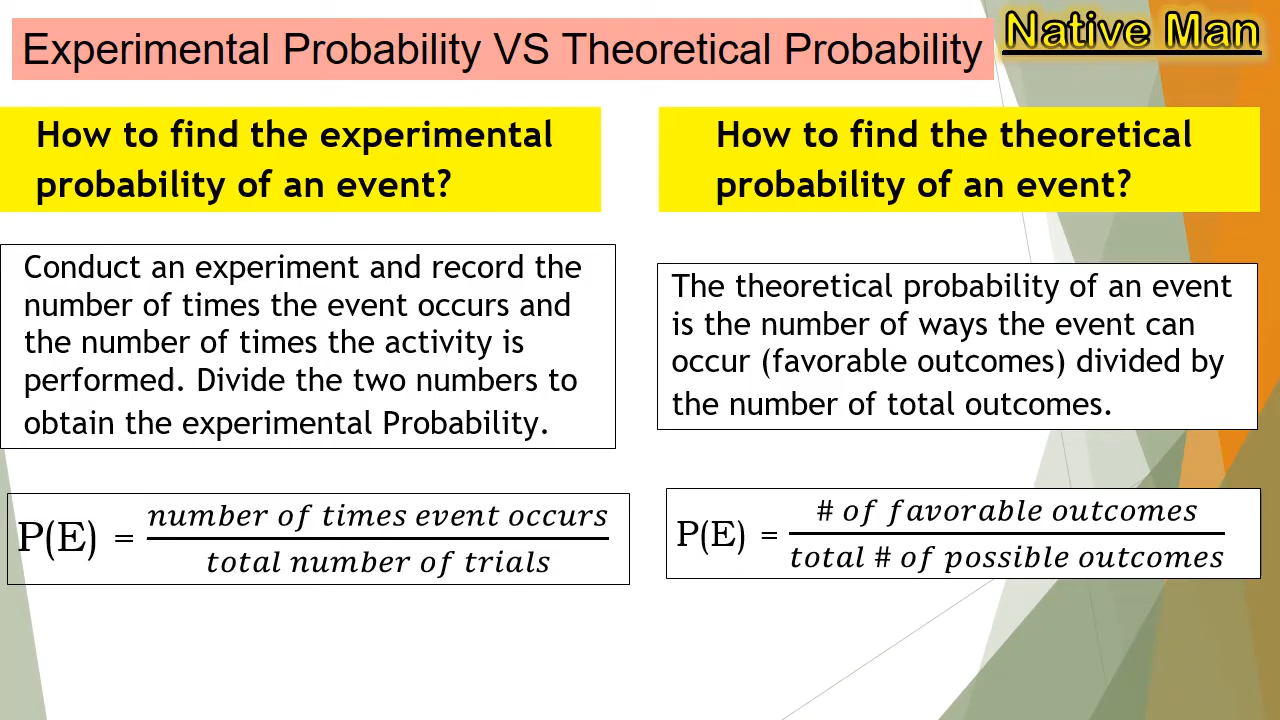 Experimental Probability VS Theoretical Probability
Native Man
How to find the experimental
probability of an event?
Conduct an experiment and record the
number of times the event occurs and
the number of times the activity is
performed. Divide the two numbers to
obtain the experimental Probability.
P(E) = number of times event occurs
total number of trials
How to find the theoretical
probability of an event?
The theoretical probability of an event
is the number of ways the event can
occur (favorable outcomes) divided by
the number of total outcomes.
P(E) = # of favorable outcomes
total # of possible outcomes